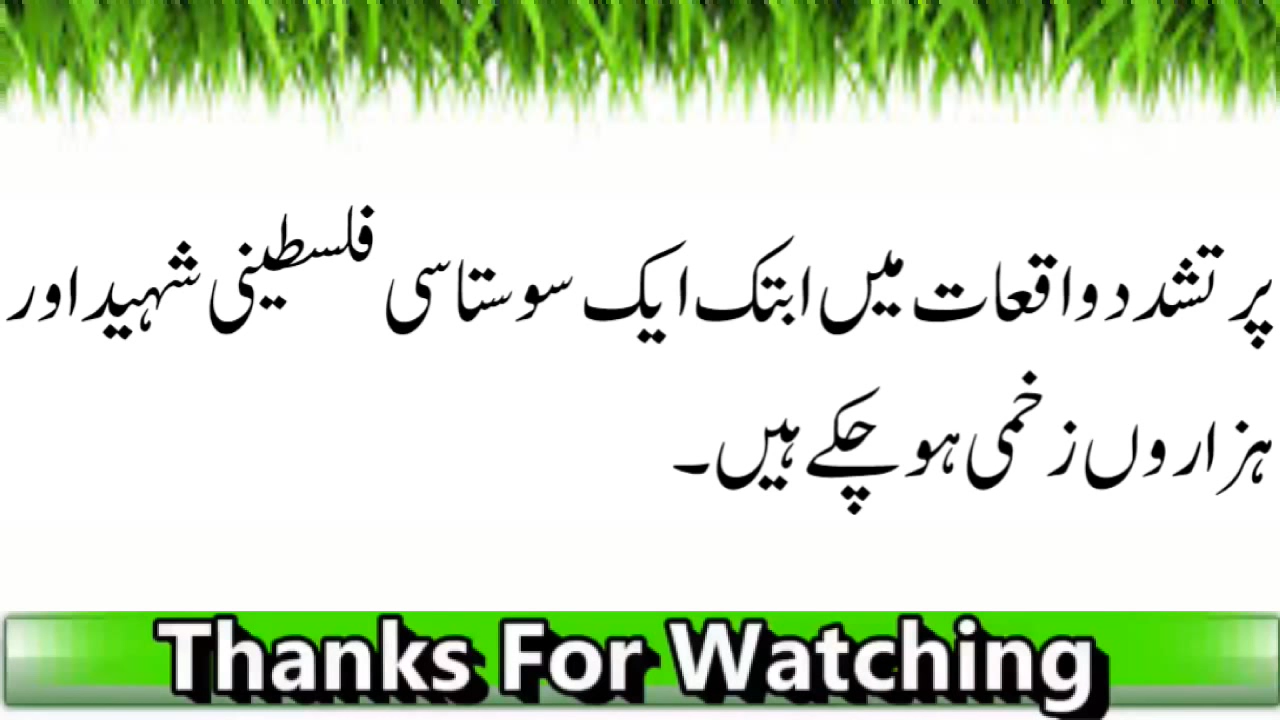 پر تشدد واقعات میں ابتک ایک سو ستاسی فلسطینی شہید اور
ہزاروں زخمی ہو چکے ہیں۔
Thanks For Watching